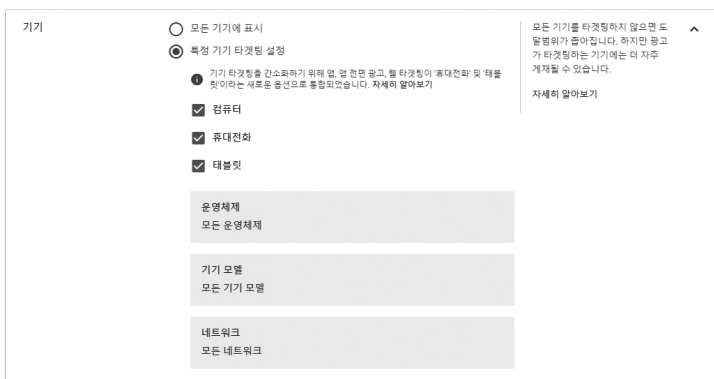 기기
모든 기기에 표시
특정 기기 타겟팅 설정
기기 타겟팅을 간소화하기 위해 앱, 앱 전면 광고, 웹 타겟팅이 '휴대전화' 및 '태블
릿'이라는 새로운 옵션으로 통합되었습니다. 자세히 알아보기
컴퓨터
휴대전화
태블릿
운영체제
모든 운영체제
기기 모델
모든 기기 모델
네트워크
모든 네트워크
모든 기기를 타겟팅하지 않으면 도
달범위가 좁아집니다. 하지만 광고
가 타겟팅하는 기기에는 더 자주
게재될 수 있습니다.
자세히 알아보기